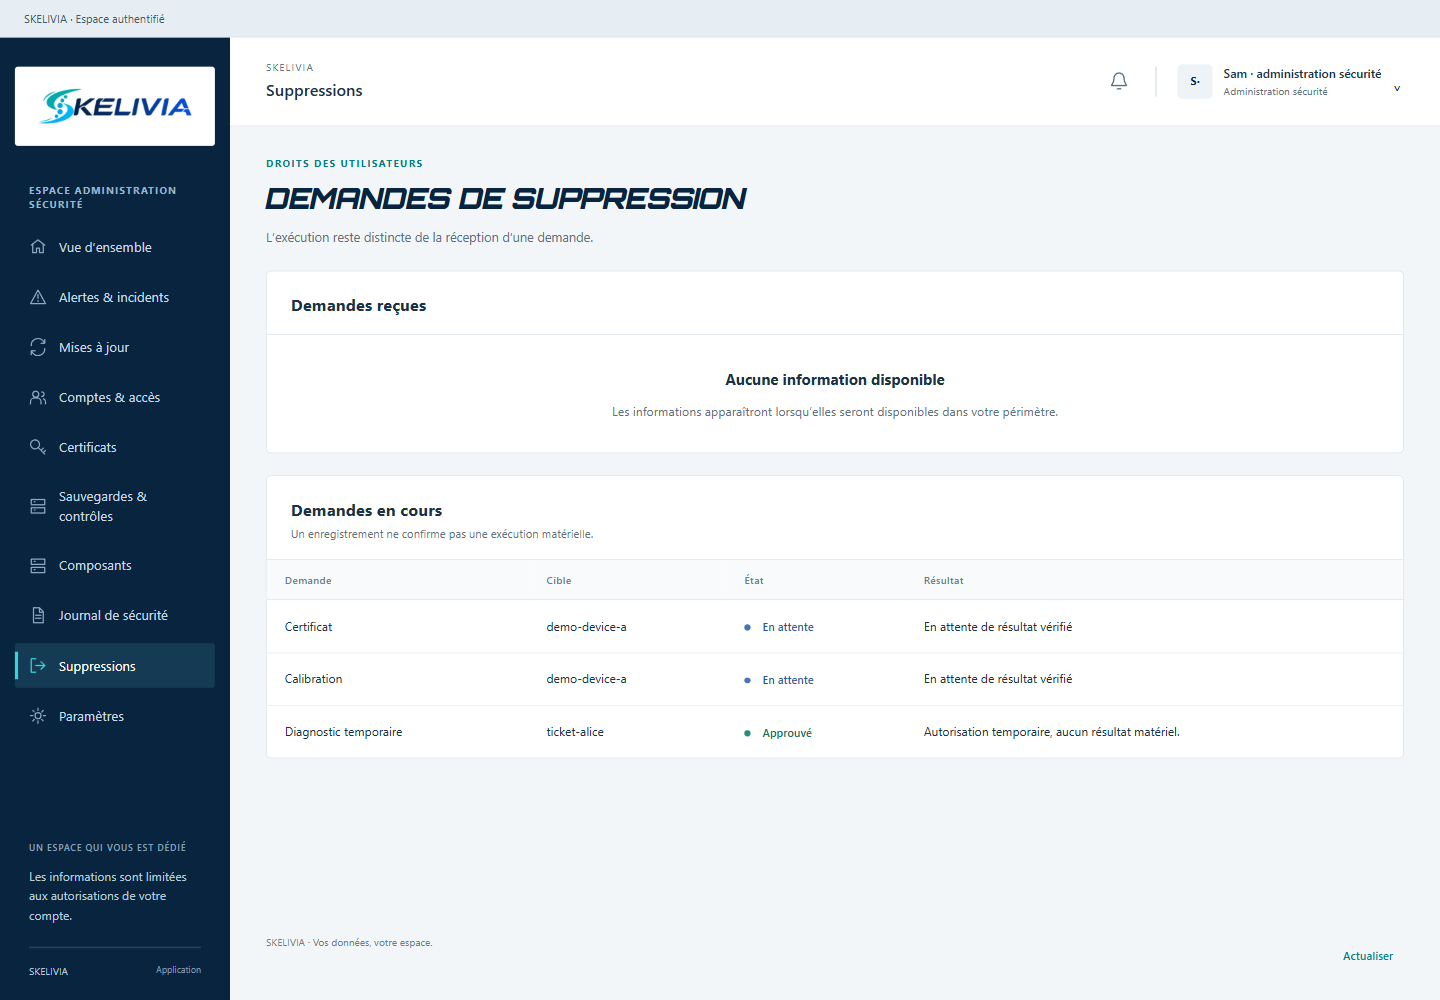 SKELIVIA · Espace authentifié
SKELIVIA
ESPACE ADMINISTRATION
SÉCURITÉ
Vue d'ensemble
Alertes & incidents
Mises à jour
Comptes & accès
Certificats
Sauvegardes &
contrôles
Composants
Journal de sécurité
Suppressions
Paramètres
UN ESPACE QUI VOUS EST DÉDIÉ
Les informations sont limitées
aux autorisations de votre
compte.
SKELIVIA Application
SKELIVIA
Suppressions
S·
Sam · administration sécurité
Administration sécurité
DROITS DES UTILISATEURS
DEMANDES DE SUPPRESSION
L'exécution reste distincte de la réception d'une demande.
Demandes reçues
Aucune information disponible
Les informations apparaîtront lorsqu'elles seront disponibles dans votre périmètre.
Demandes en cours
Un enregistrement ne confirme pas une exécution matérielle.
Demande Cible État Résultat
Certificat demo-device-a En attente En attente de résultat vérifié
Calibration demo-device-a En attente En attente de résultat vérifié
Diagnostic temporaire ticket-alice Approuvé Autorisation temporaire, aucun résultat matériel.
SKELIVIA · Vos données, votre espace.
Actualiser